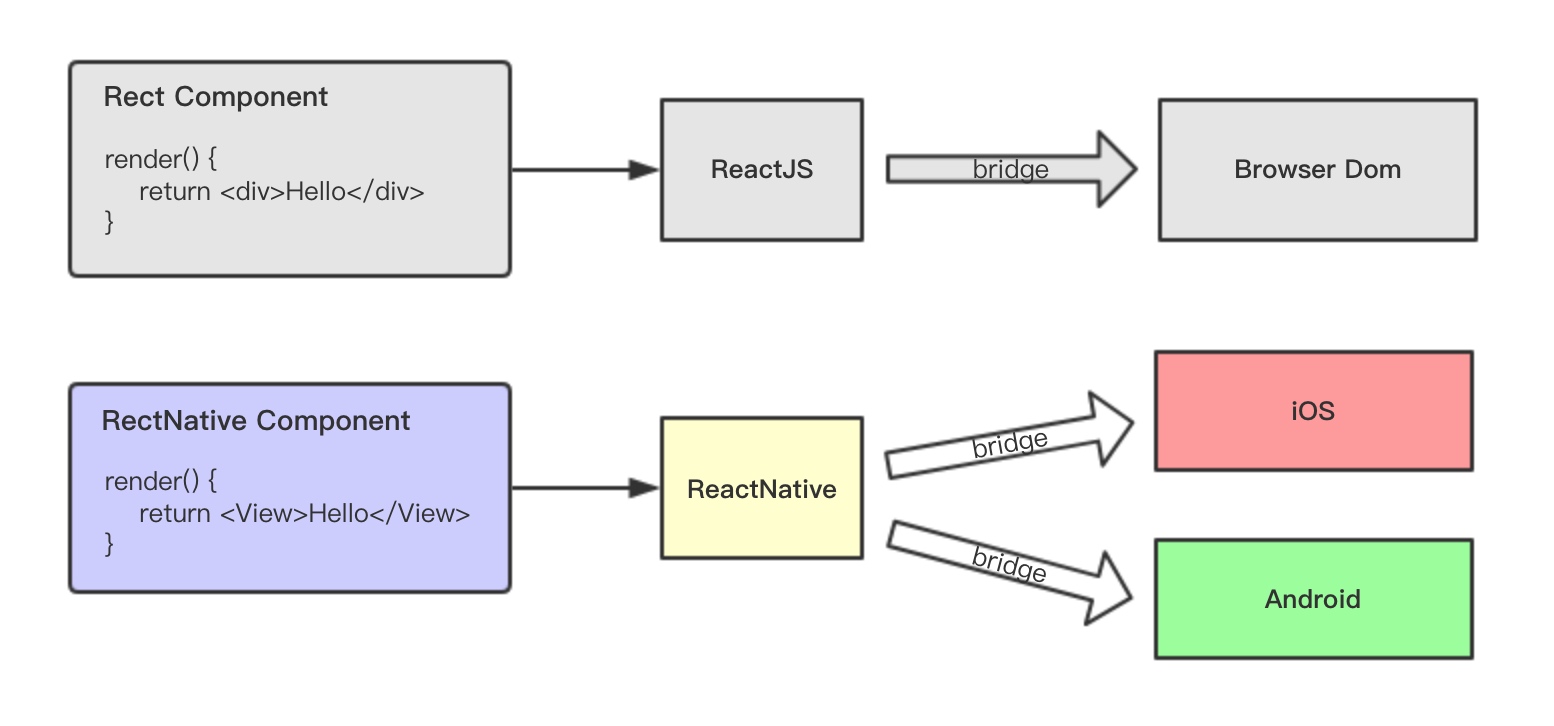 Rect Component
render() {
return <div>Hello</div>
}
ReactJS
bridge
Browser Dom
RectNative Component
render() {
return <View>Hello</View>
}
ReactNative
bridge
iOS
bridge
Android